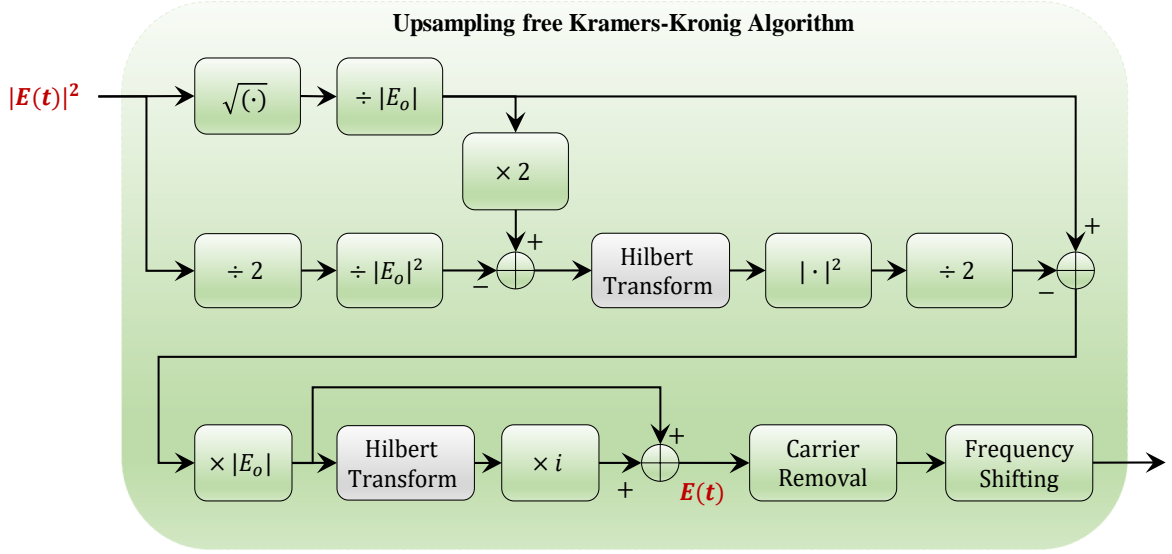 Upsampling free Kramers-Kronig Algorithm
|E(t)|²
√(·)
÷ |Eₒ|
× 2
÷ 2
÷ |Eₒ|²
+
−
Hilbert
Transform
| · |²
÷ 2
+
−
× |Eₒ|
Hilbert
Transform
× i
+
+
E(t)
Carrier
Removal
Frequency
Shifting